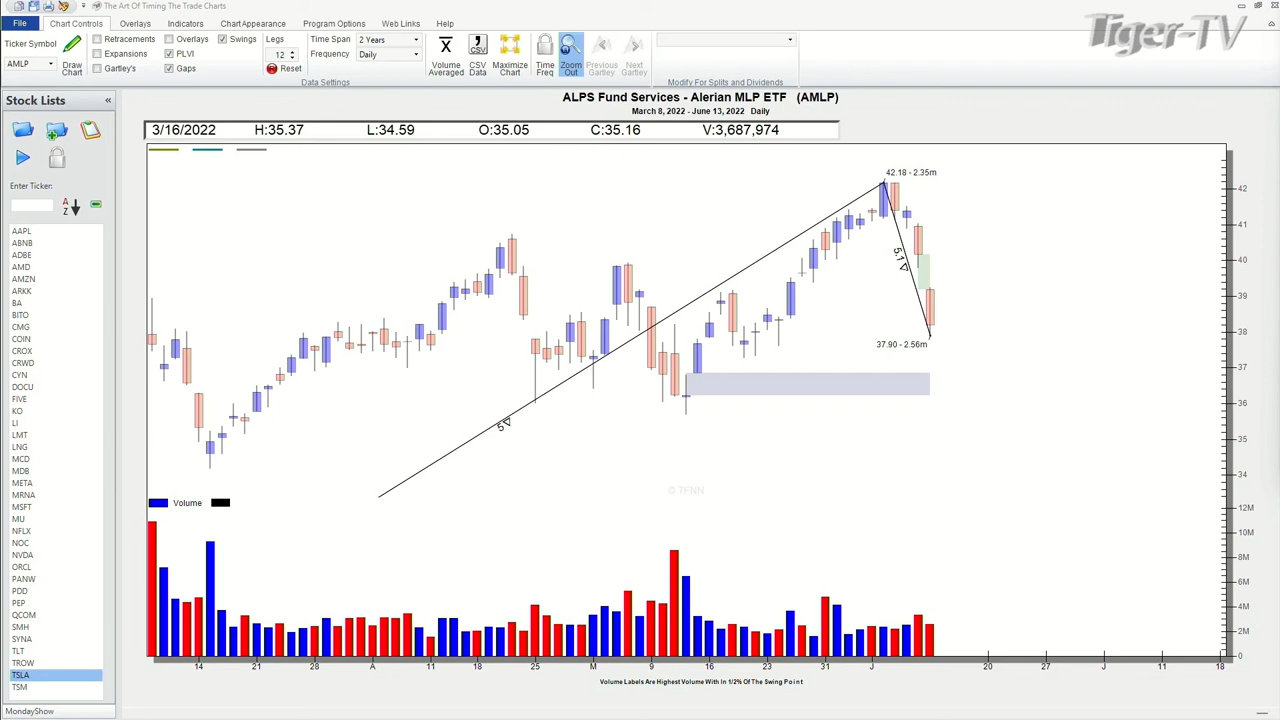 The Art Of Timing The Trade Charts
File Chart Controls Overlays Indicators Chart Appearance Program Options Web Links Help
Tiger-TV
Ticker Symbol
AMLP
Draw Chart
Retracements Overlays Swings
Expansions PLVI
Gartley's Gaps
Legs
12
Reset
Time Span 2 Years
Frequency Daily
Data Settings
Volume Averaged
CSV Data
Maximize Chart
Time Freq
Zoom Out
Previous Gartley
Next Gartley
Modify For Splits and Dividends
Stock Lists
«
Enter Ticker:
A
Z
AAPL
ABNB
ADBE
AMD
AMZN
ARKK
BA
BITO
CMG
COIN
CROX
CRWD
CYN
DOCU
FIVE
KO
LI
LMT
LNG
MCD
MDB
META
MRNA
MSFT
MU
NFLX
NOC
NVDA
ORCL
PANW
PDD
PEP
QCOM
SMH
SYNA
TLT
TROW
TSLA
TSM
MondayShow
ALPS Fund Services - Alerian MLP ETF (AMLP)
March 8, 2022 - June 13, 2022 Daily
3/16/2022 H:35.37 L:34.59 O:35.05 C:35.16 V:3,687,974
42.18 - 2.35m
5.1
37.90 - 2.56m
5
© TFNN
Volume
42
41
40
39
38
37
36
35
34
12M
10M
8M
6M
4M
2M
0
14 21 28 A 11 18 25 M 9 16 23 31 J 20 27 J 11 18
Volume Labels Are Highest Volume With In 1/2% Of The Swing Point